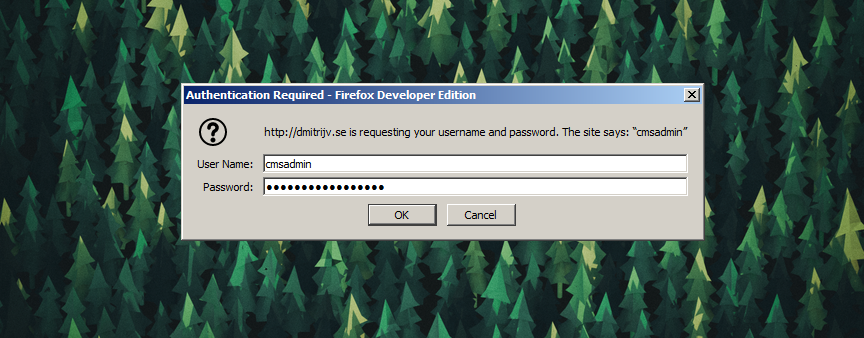 Authentication Required - Firefox Developer Edition
http://dmitrijv.se is requesting your username and password. The site says: “cmsadmin”
User Name: cmsadmin
Password: •••••••••••••••••
OK Cancel